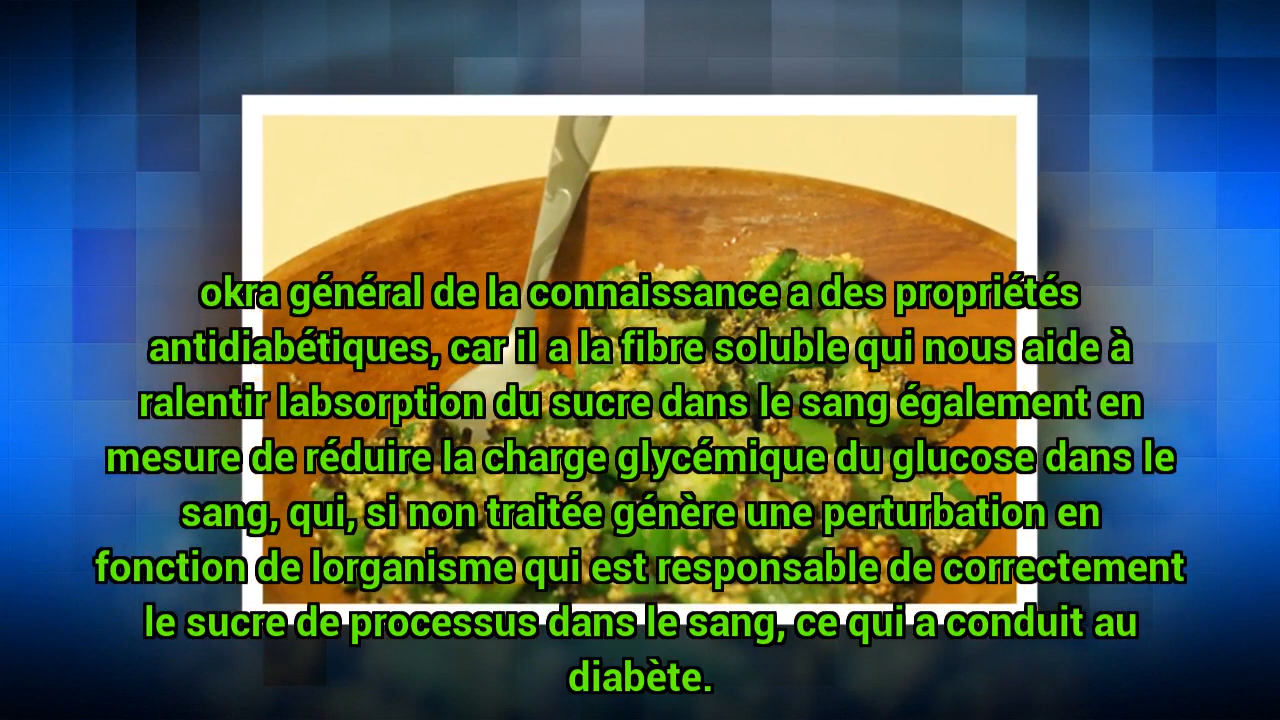 okra général de la connaissance a des propriétés
antidiabétiques, car il a la fibre soluble qui nous aide à
ralentir labsorption du sucre dans le sang également en
mesure de réduire la charge glycémique du glucose dans le
sang, qui, si non traitée génère une perturbation en
fonction de lorganisme qui est responsable de correctement
le sucre de processus dans le sang, ce qui a conduit au
diabète.